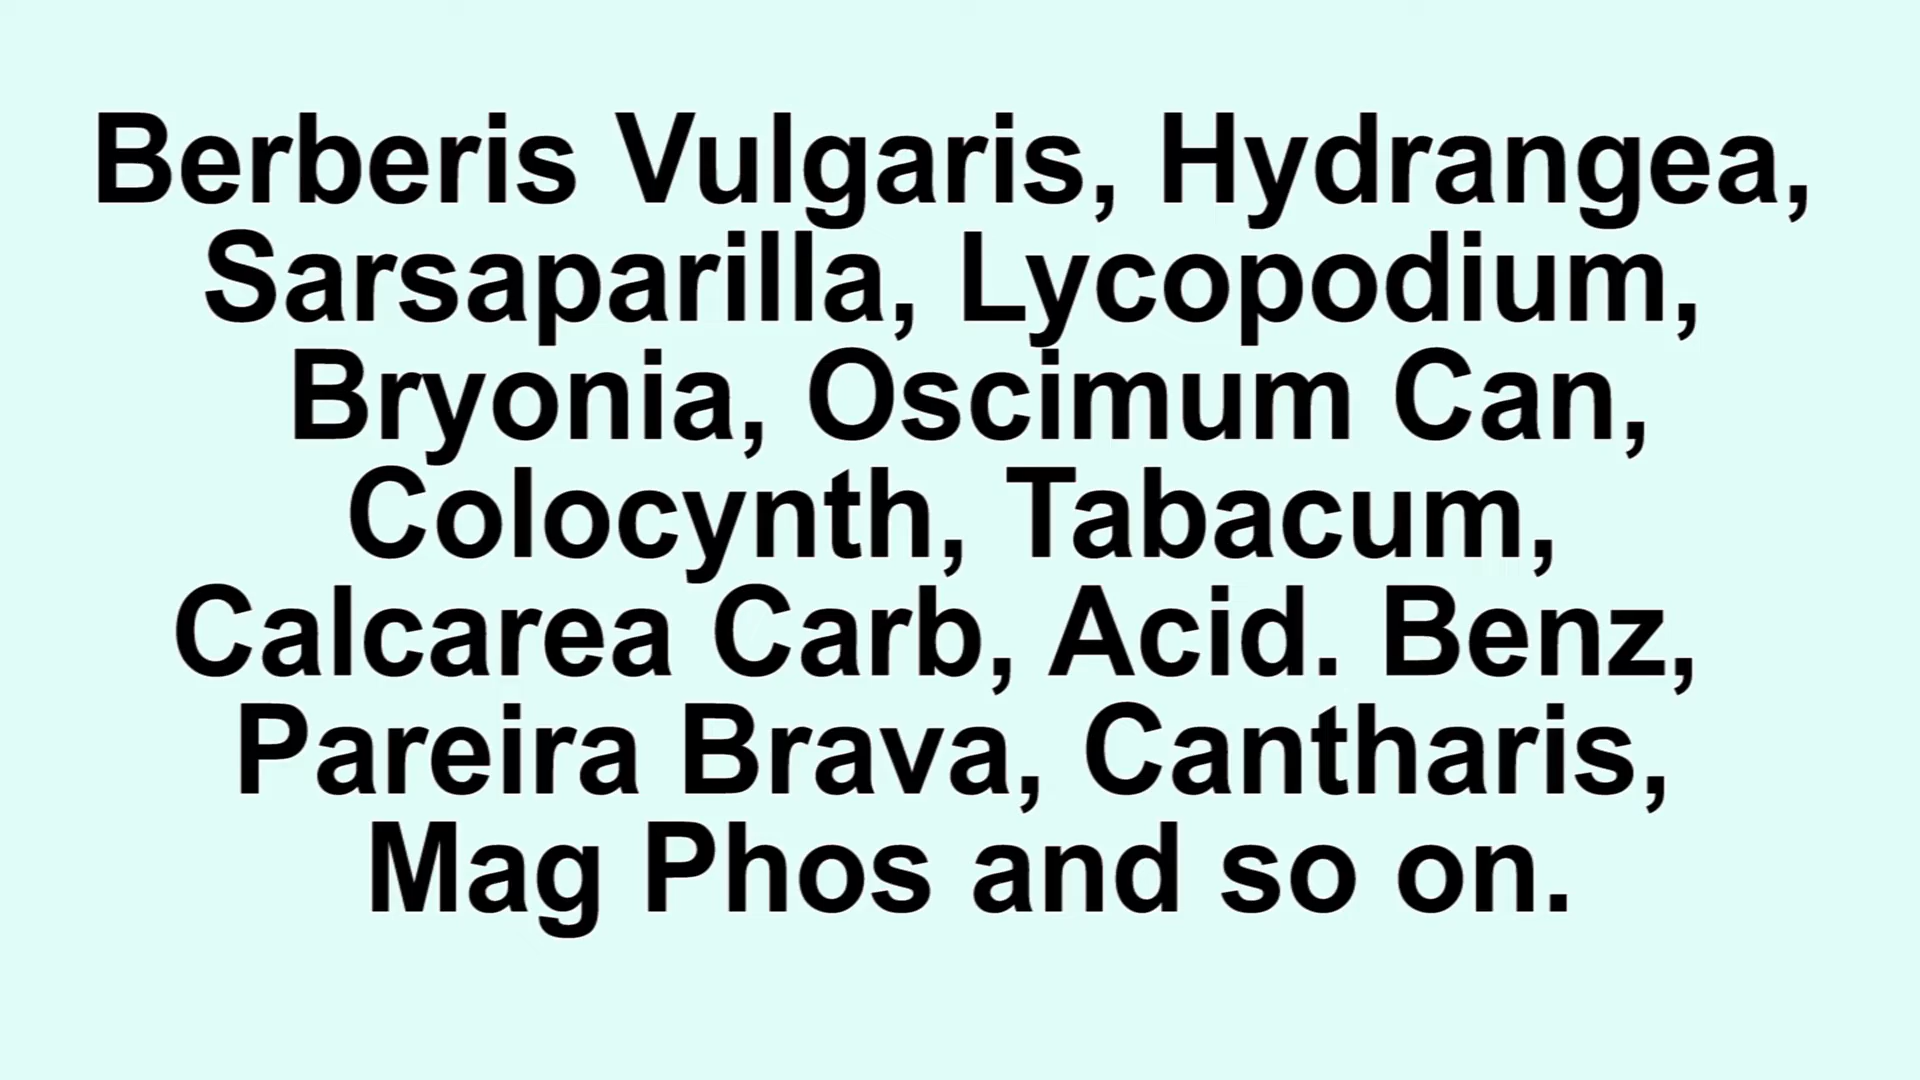 Berberis Vulgaris, Hydrangea,
Sarsaparilla, Lycopodium,
Bryonia, Oscimum Can,
Colocynth, Tabacum,
Calcarea Carb, Acid. Benz,
Pareira Brava, Cantharis,
Mag Phos and so on.